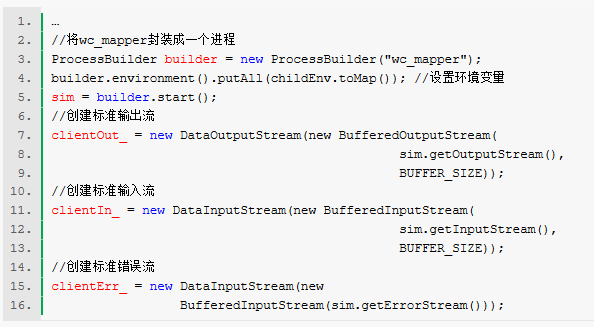 1. …
2. //将wc_mapper封装成一个进程
3. ProcessBuilder builder = new ProcessBuilder("wc_mapper");
4. builder.environment().putAll(childEnv.toMap()); //设置环境变量
5. sim = builder.start();
6. //创建标准输出流
7. clientOut_ = new DataOutputStream(new BufferedOutputStream(
8. sim.getOutputStream(),
9. BUFFER_SIZE));
10. //创建标准输入流
11. clientIn_ = new DataInputStream(new BufferedInputStream(
12. sim.getInputStream(),
13. BUFFER_SIZE));
14. //创建标准错误流
15. clientErr_ = new DataInputStream(new
16. BufferedInputStream(sim.getErrorStream()));